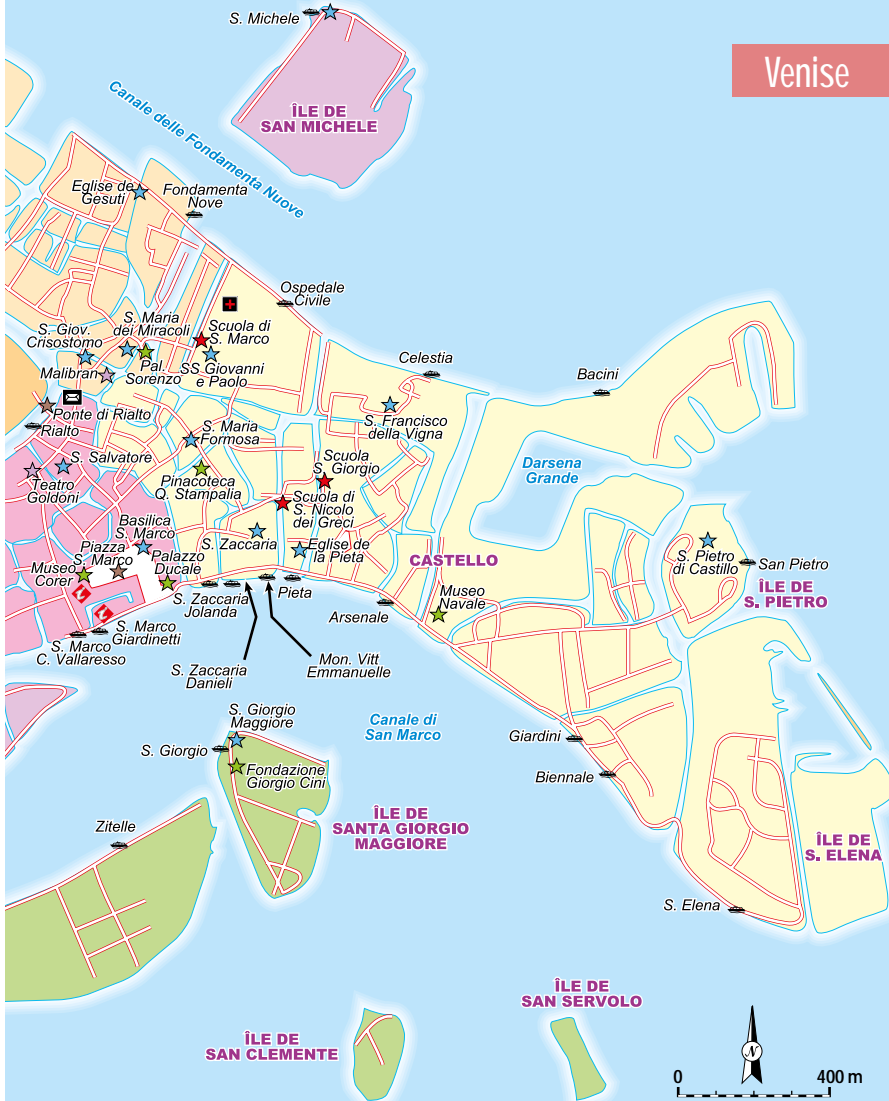 S. Michele
Venise
Canale delle Fondamenta Nuove
ÎLE DE
SAN MICHELE
Eglise de
Gesuti
Fondamenta
Nove
Ospedale
Civile
S. Giov.
Crisostomo
S. Maria
dei Miracoli
Scuola di
S. Marco
Malibran
Pal.
Sorenzo
SS Giovanni
e Paolo
Celestia
Bacini
Ponte di Rialto
Rialto
S. Maria
Formosa
S. Francisco
della Vigna
S. Salvatore
Teatro
Goldoni
Pinacoteca
Q. Stampalia
Scuola
S. Giorgio
Darsena
Grande
Scuola di
S. Nicolo
dei Greci
Basilica
S. Marco
S. Zaccaria
Eglise de
la Pieta
Piazza
S. Marco
Palazzo
Ducale
Museo
Corer
CASTELLO
S. Pietro
di Castillo
San Pietro
ÎLE DE
S. PIETRO
S. Zaccaria
Jolanda
Pieta
Arsenale
Museo
Navale
S. Marco
Giardinetti
S. Marco
C. Vallaresso
S. Zaccaria
Danieli
Mon. Vitt
Emmanuelle
S. Giorgio
Maggiore
Canale di
San Marco
S. Giorgio
Giardini
Fondazione
Giorgio Cini
Biennale
ÎLE DE
SANTA GIORGIO
MAGGIORE
Zitelle
ÎLE DE
S. ELENA
S. Elena
ÎLE DE
SAN SERVOLO
ÎLE DE
SAN CLEMENTE
N
0 400 m